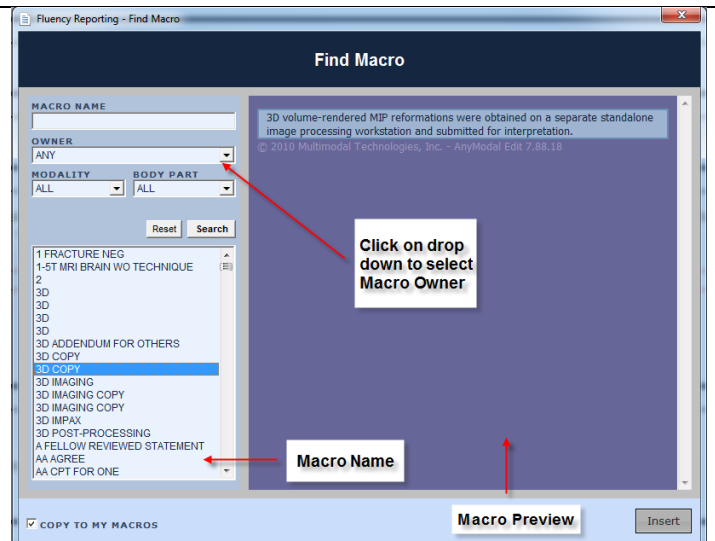 Fluency Reporting - Find Macro
Find Macro
MACRO NAME
OWNER
ANY
MODALITY BODY PART
ALL ALL
Reset Search
1 FRACTURE NEG
1-5T MRI BRAIN WO TECHNIQUE
2
3D
3D
3D
3D
3D ADDENDUM FOR OTHERS
3D COPY
3D COPY
3D IMAGING
3D IMAGING COPY
3D IMAGING COPY
3D IMPAX
3D POST-PROCESSING
A FELLOW REVIEWED STATEMENT
AA AGREE
AA CPT FOR ONE
COPY TO MY MACROS
3D volume-rendered MIP reformations were obtained on a separate standalone
image processing workstation and submitted for interpretation.
© 2010 Multimodal Technologies, Inc. - AnyModal Edit 7.88.18
Click on drop
down to select
Macro Owner
Macro Name
Macro Preview
Insert